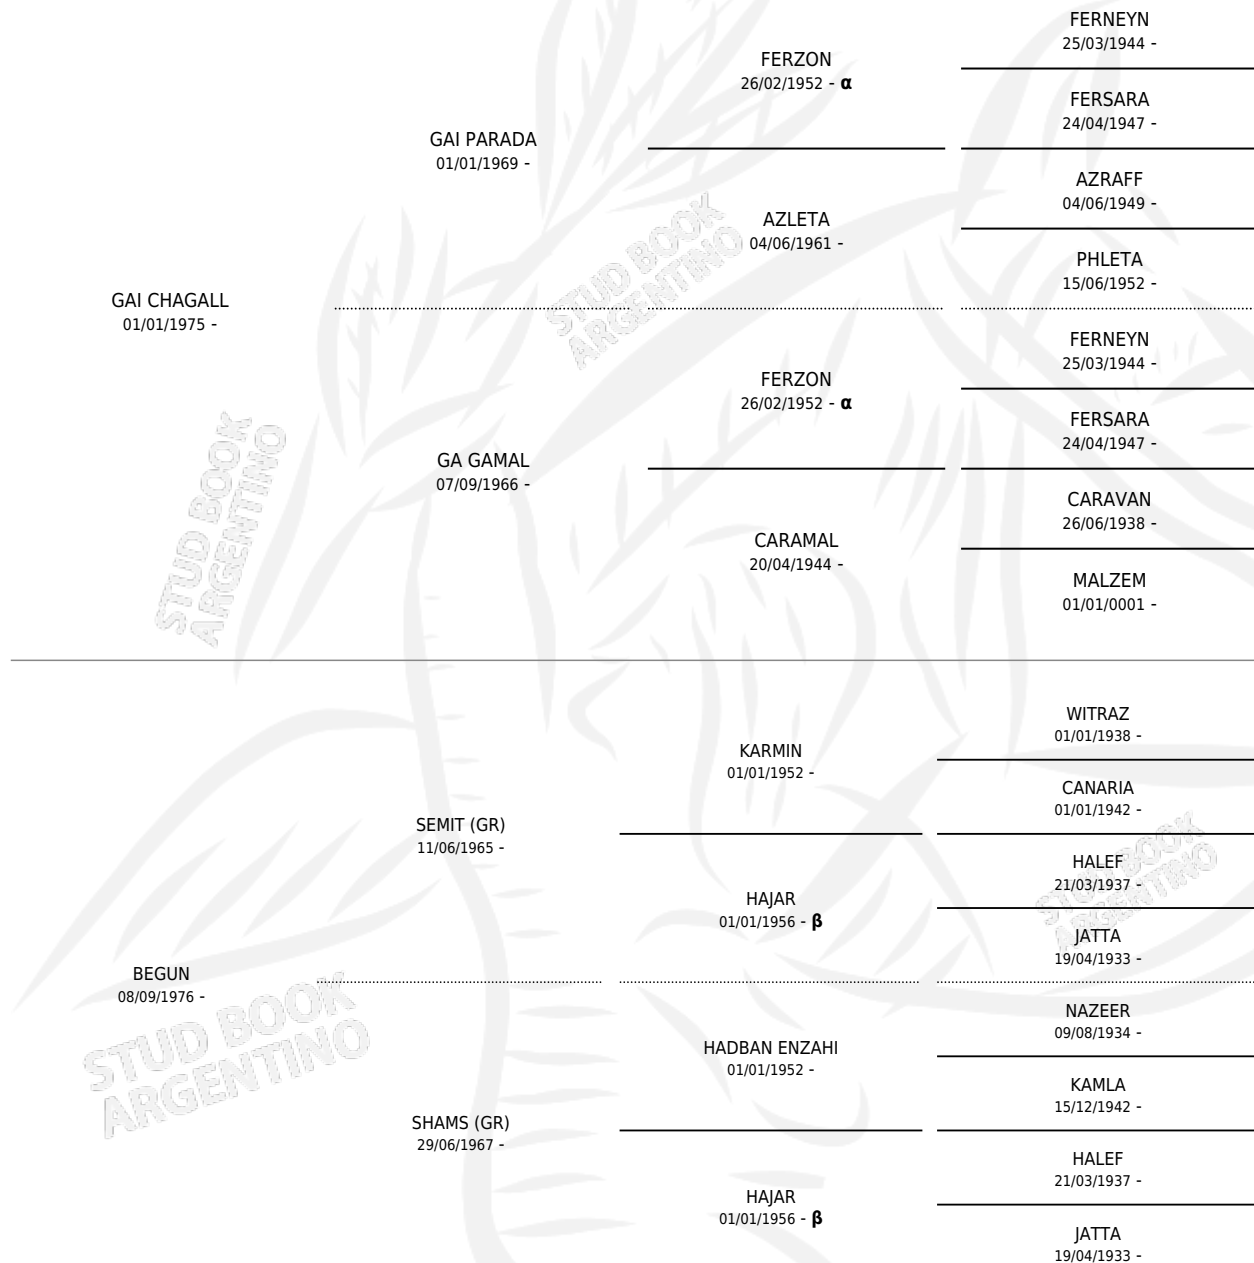 FERNEYN
25/03/1944 -
FERZON
26/02/1952 - α
FERSARA
24/04/1947 -
GAI PARADA
01/01/1969 -
AZRAFF
04/06/1949 -
AZLETA
04/06/1961 -
PHLETA
15/06/1952 -
GAI CHAGALL
01/01/1975 -
FERNEYN
25/03/1944 -
FERZON
26/02/1952 - α
FERSARA
24/04/1947 -
GA GAMAL
07/09/1966 -
CARAVAN
26/06/1938 -
CARAMAL
20/04/1944 -
MALZEM
01/01/0001 -
WITRAZ
01/01/1938 -
KARMIN
01/01/1952 -
CANARIA
01/01/1942 -
SEMIT (GR)
11/06/1965 -
HALEF
21/03/1937 -
HAJAR
01/01/1956 - β
JATTA
19/04/1933 -
BEGUN
08/09/1976 -
NAZEER
09/08/1934 -
HADBAN ENZAHI
01/01/1952 -
KAMLA
15/12/1942 -
SHAMS (GR)
29/06/1967 -
HALEF
21/03/1937 -
HAJAR
01/01/1956 - β
JATTA
19/04/1933 -
STUD BOOK
ARGENTINO
STUD BOOK
ARGENTINO
STUD BOOK
ARGENTINO
STUD BOOK
ARGENTINO